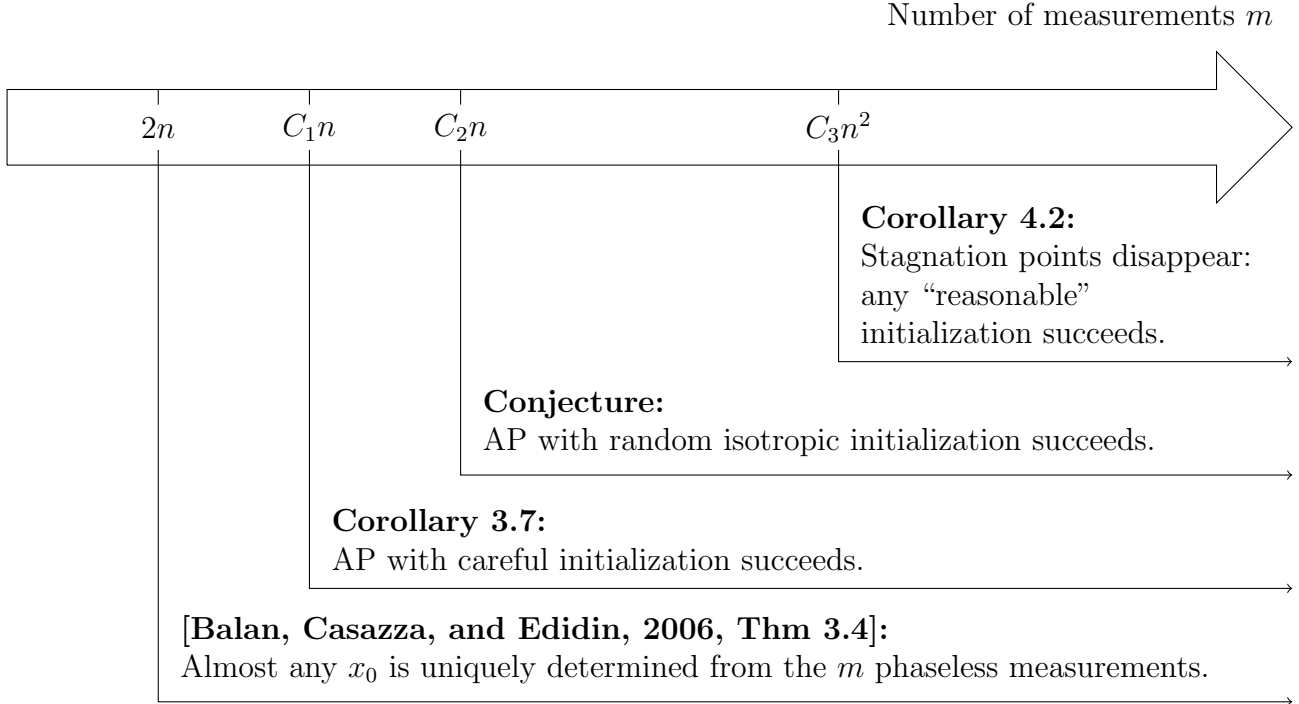 Number of measurements m
2n
C₁n
C₂n
C₃n²
Corollary 4.2:
Stagnation points disappear:
any “reasonable”
initialization succeeds.
Conjecture:
AP with random isotropic initialization succeeds.
Corollary 3.7:
AP with careful initialization succeeds.
[Balan, Casazza, and Edidin, 2006, Thm 3.4]:
Almost any x₀ is uniquely determined from the m phaseless measurements.